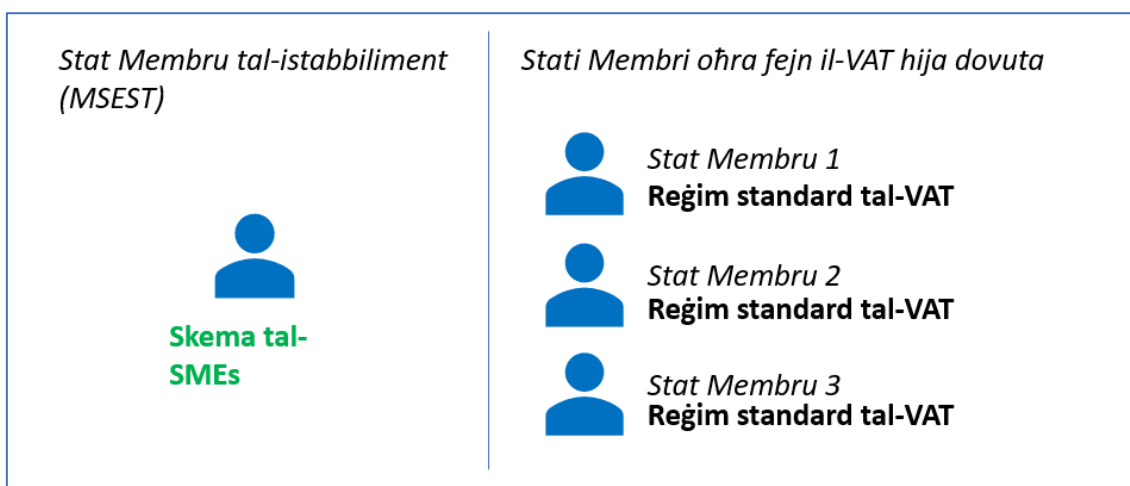 Stat Membru tal-istabbiliment
(MSEST)
Skema tal-
SMEs
Stati Membri oħra fejn il-VAT hija dovuta
Stat Membru 1
Reġim standard tal-VAT
Stat Membru 2
Reġim standard tal-VAT
Stat Membru 3
Reġim standard tal-VAT